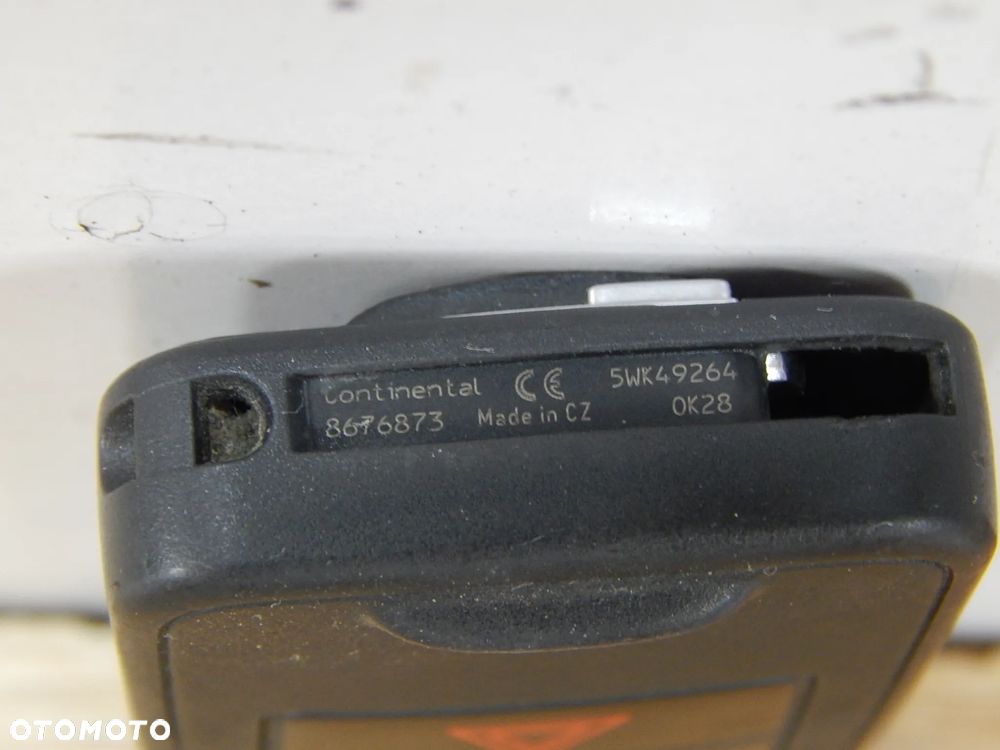 Continental CE 5WK49264
8676873 Made in CZ 0K28
OTOMOTO